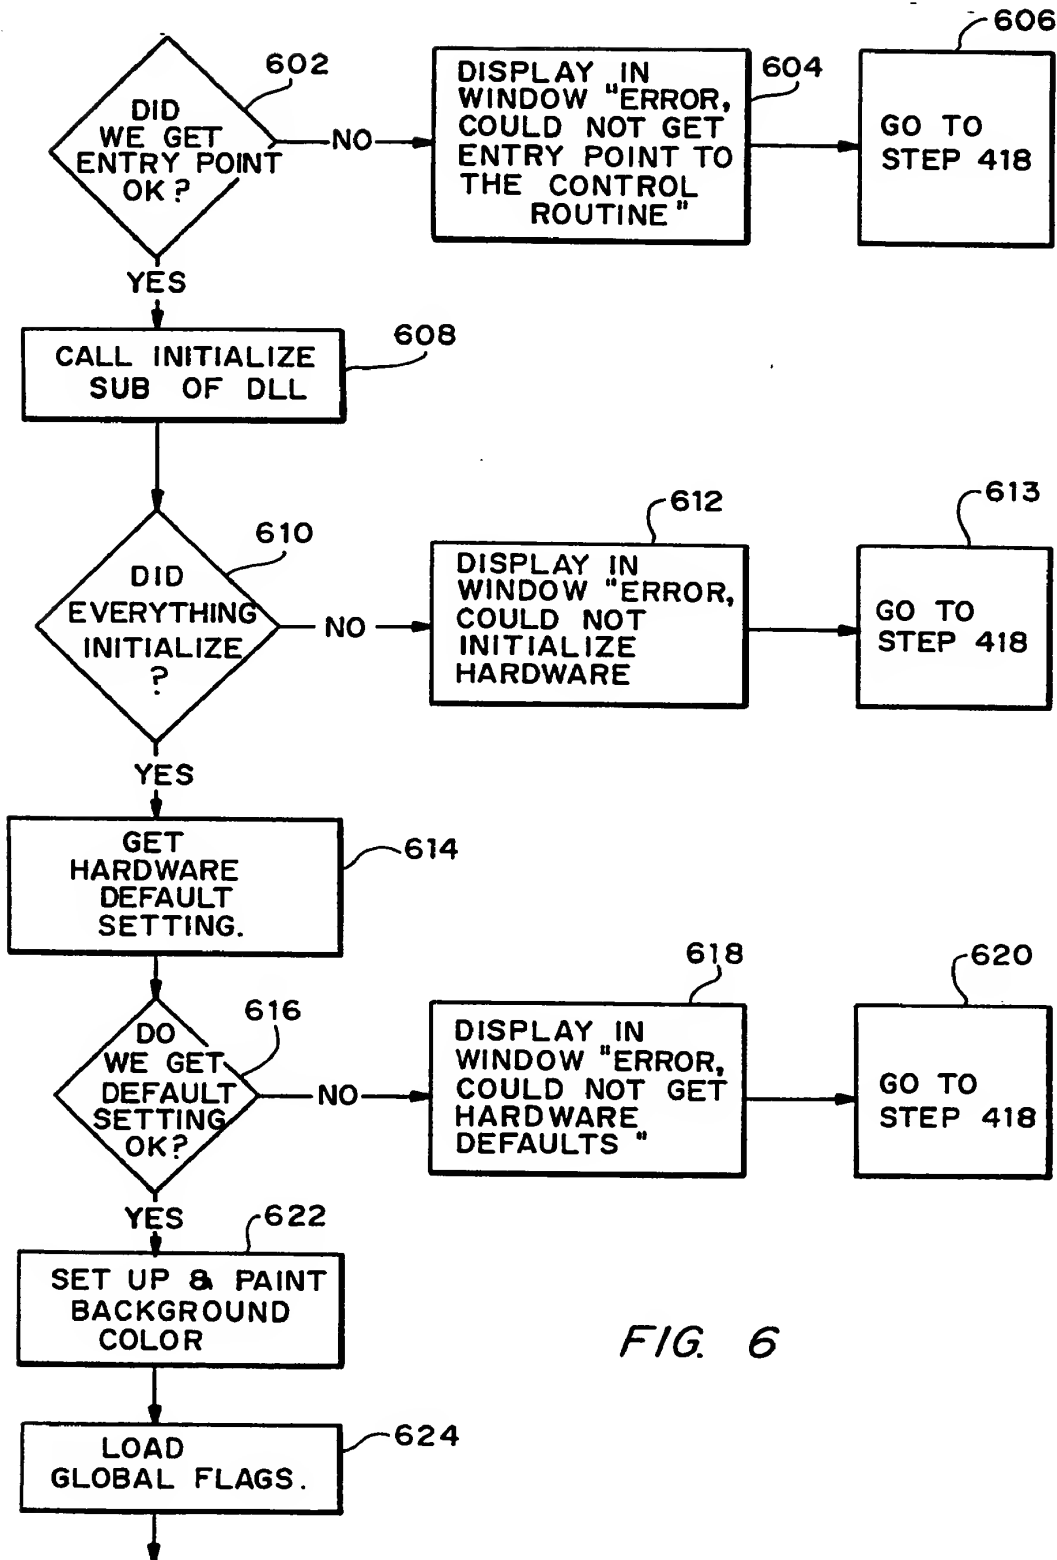 606
602
604
DID
WE GET
ENTRY POINT
OK?
NO
DISPLAY IN
WINDOW "ERROR,
COULD NOT GET
ENTRY POINT TO
THE CONTROL
ROUTINE"
GO TO
STEP 418
YES
608
CALL INITIALIZE
SUB OF DLL
610
612
613
DID
EVERYTHING
INITIALIZE
?
NO
DISPLAY IN
WINDOW "ERROR,
COULD NOT
INITIALIZE
HARDWARE
GO TO
STEP 418
YES
614
GET
HARDWARE
DEFAULT
SETTING.
616
618
620
DO
WE GET
DEFAULT
SETTING
OK?
NO
DISPLAY IN
WINDOW "ERROR,
COULD NOT GET
HARDWARE
DEFAULTS "
GO TO
STEP 418
YES
622
SET UP & PAINT
BACKGROUND
COLOR
FIG. 6
624
LOAD
GLOBAL FLAGS.